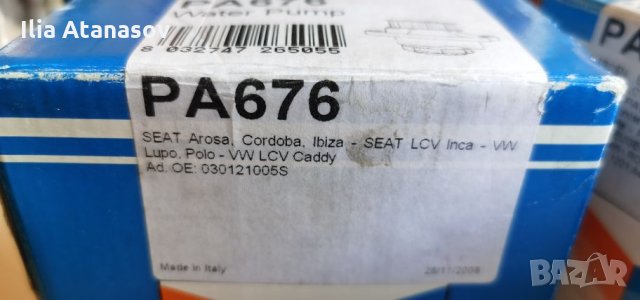 Ilia Atanasov
PA676
Water Pump
8 032747 265055
PA676
SEAT Arosa, Cordoba, Ibiza - SEAT LCV Inca - VW
Lupo, Polo - VW LCV Caddy
Ad. OE: 030121005S
Made in Italy
28/11/2008
BAZAR
bg